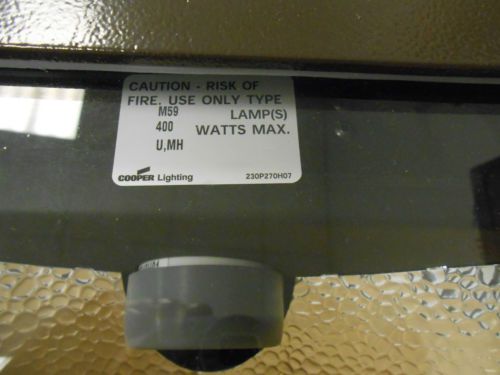 CAUTION - RISK OF
FIRE. USE ONLY TYPE
M59 LAMP(S)
400 WATTS MAX.
U,MH
COOPER Lighting 230P270H07